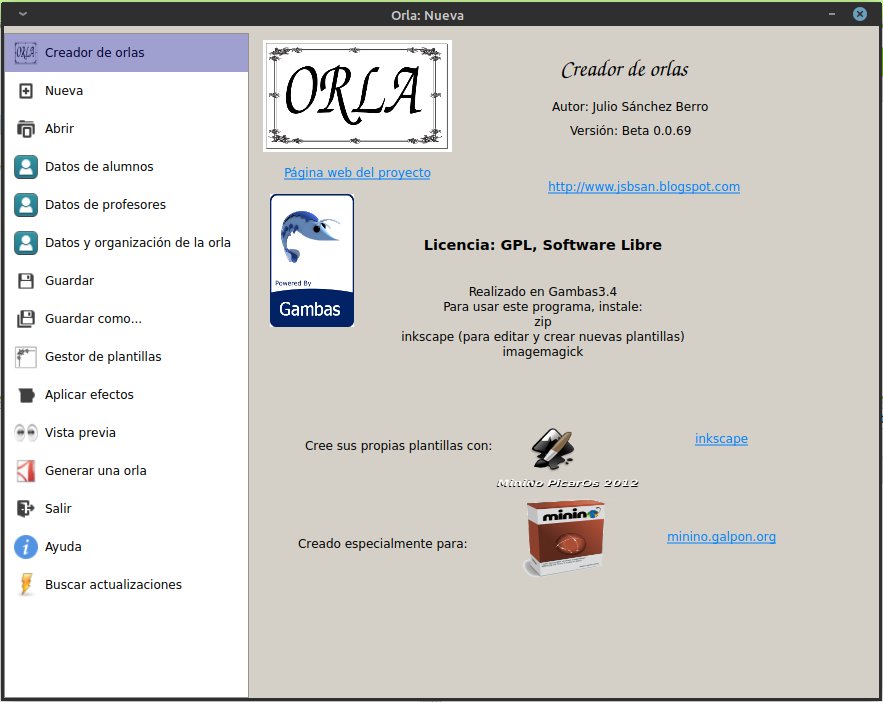 Orla: Nueva
Creador de orlas
Nueva
Abrir
Datos de alumnos
Datos de profesores
Datos y organización de la orla
Guardar
Guardar como...
Gestor de plantillas
Aplicar efectos
Vista previa
Generar una orla
Salir
Ayuda
Buscar actualizaciones
ORLA
Creador de orlas
Autor: Julio Sánchez Berro
Versión: Beta 0.0.69
Página web del proyecto
http://www.jsbsan.blogspot.com
Powered By
Gambas
Licencia: GPL, Software Libre
Realizado en Gambas3.4
Para usar este programa, instale:
zip
inkscape (para editar y crear nuevas plantillas)
imagemagick
Cree sus propias plantillas con:
inkscape
MiniNo PicarOs 2012
Creado especialmente para:
minino
minino.galpon.org